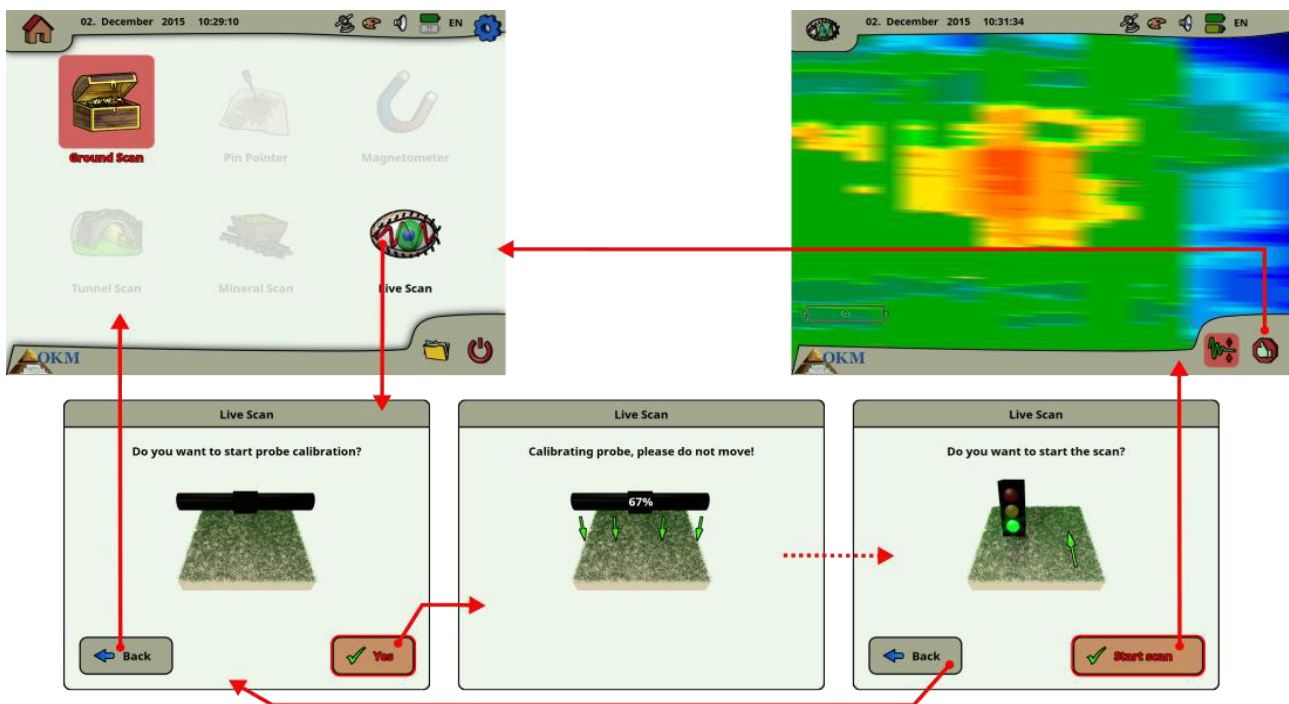 02. December 2015 10:29:10
EN
Ground Scan
Pin Pointer
Magnetometer
Tunnel Scan
Mineral Scan
Live Scan
OKM
02. December 2015 10:31:34
EN
OKM
Live Scan
Do you want to start probe calibration?
Back
Yes
Live Scan
Calibrating probe, please do not move!
67%
Live Scan
Do you want to start the scan?
Back
Start scan